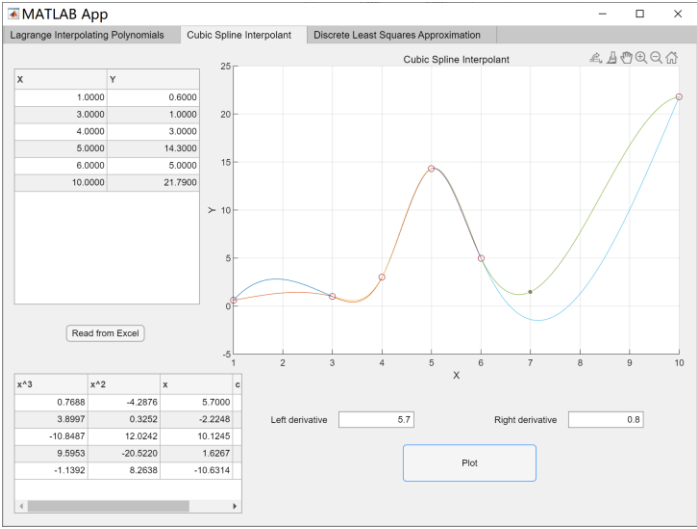 MATLAB App
Lagrange Interpolating Polynomials Cubic Spline Interpolant Discrete Least Squares Approximation
X Y
1.0000 0.6000
3.0000 1.0000
4.0000 3.0000
5.0000 14.3000
6.0000 5.0000
10.0000 21.7900
Read from Excel
Cubic Spline Interpolant
25
20
15
10
5
0
-5
Y
1 2 3 4 5 6 7 8 9 10
X
x^3 x^2 x c
0.7688 -4.2876 5.7000
3.8997 0.3252 -2.2248
-10.8487 12.0242 10.1245
9.5953 -20.5220 1.6267
-1.1392 8.2638 -10.6314
Left derivative 5.7 Right derivative 0.8
Plot